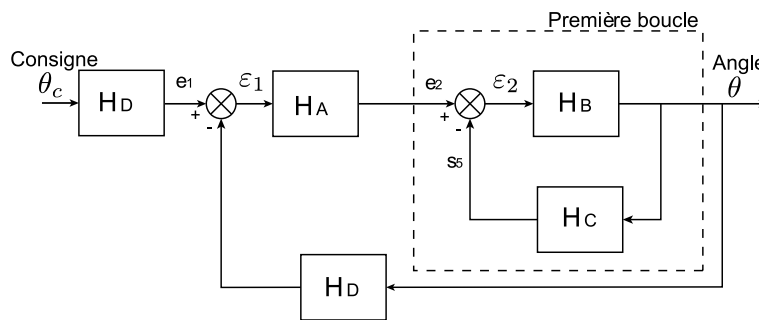 Première boucle
Consigne
θc
HD
e1
+
-
ε1
HA
e2
+
-
ε2
HB
Angle
θ
s5
HC
HD